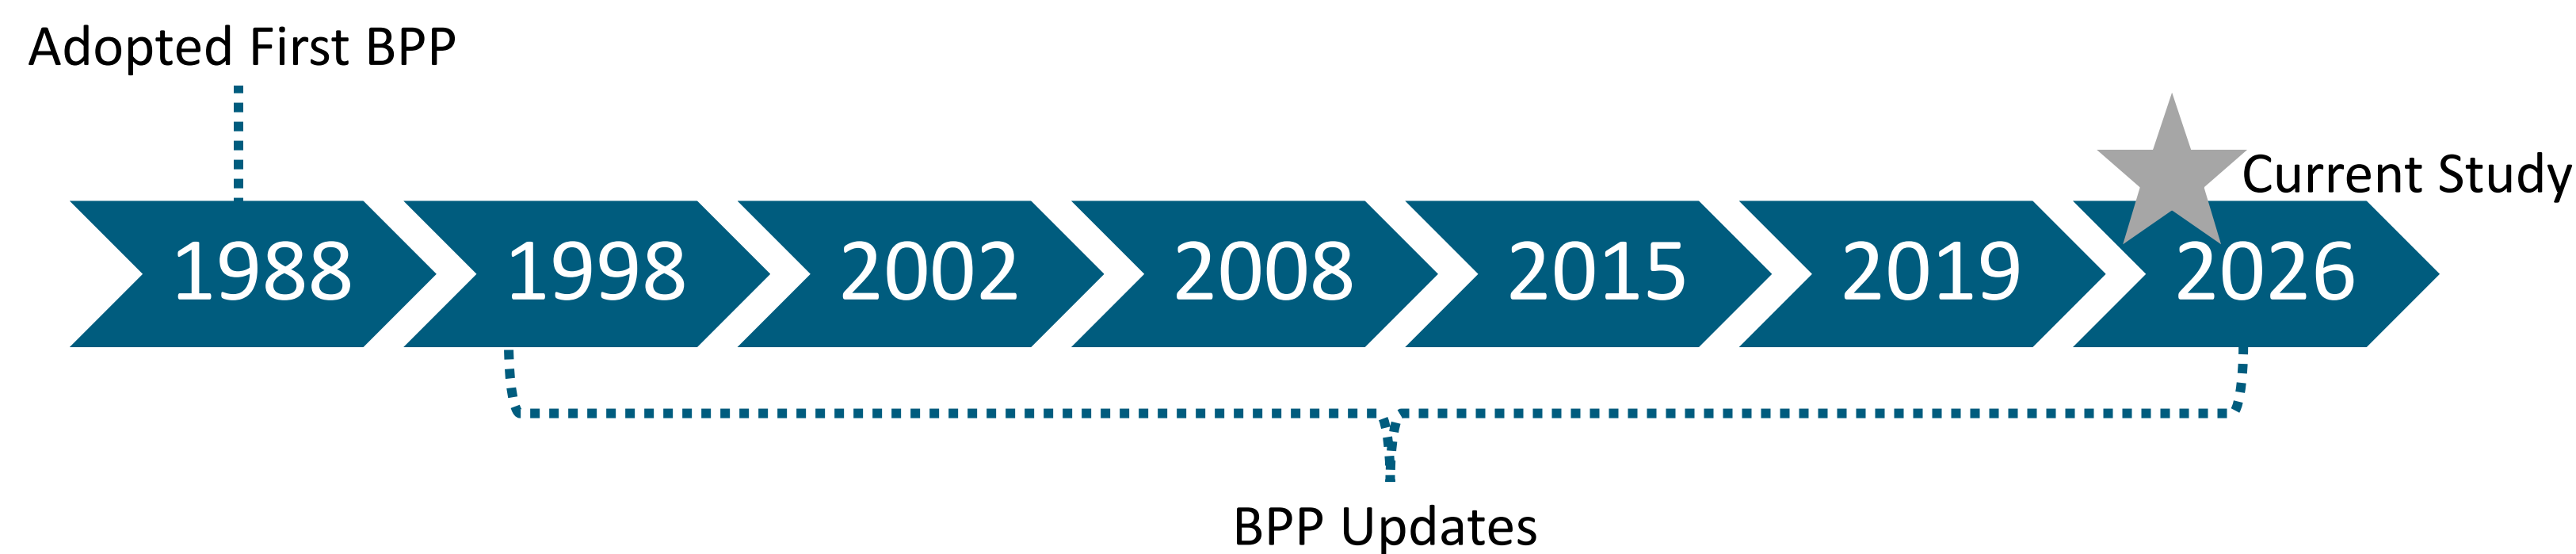 Adopted First BPP
Current Study
1988 1998 2002 2008 2015 2019 2026
BPP Updates